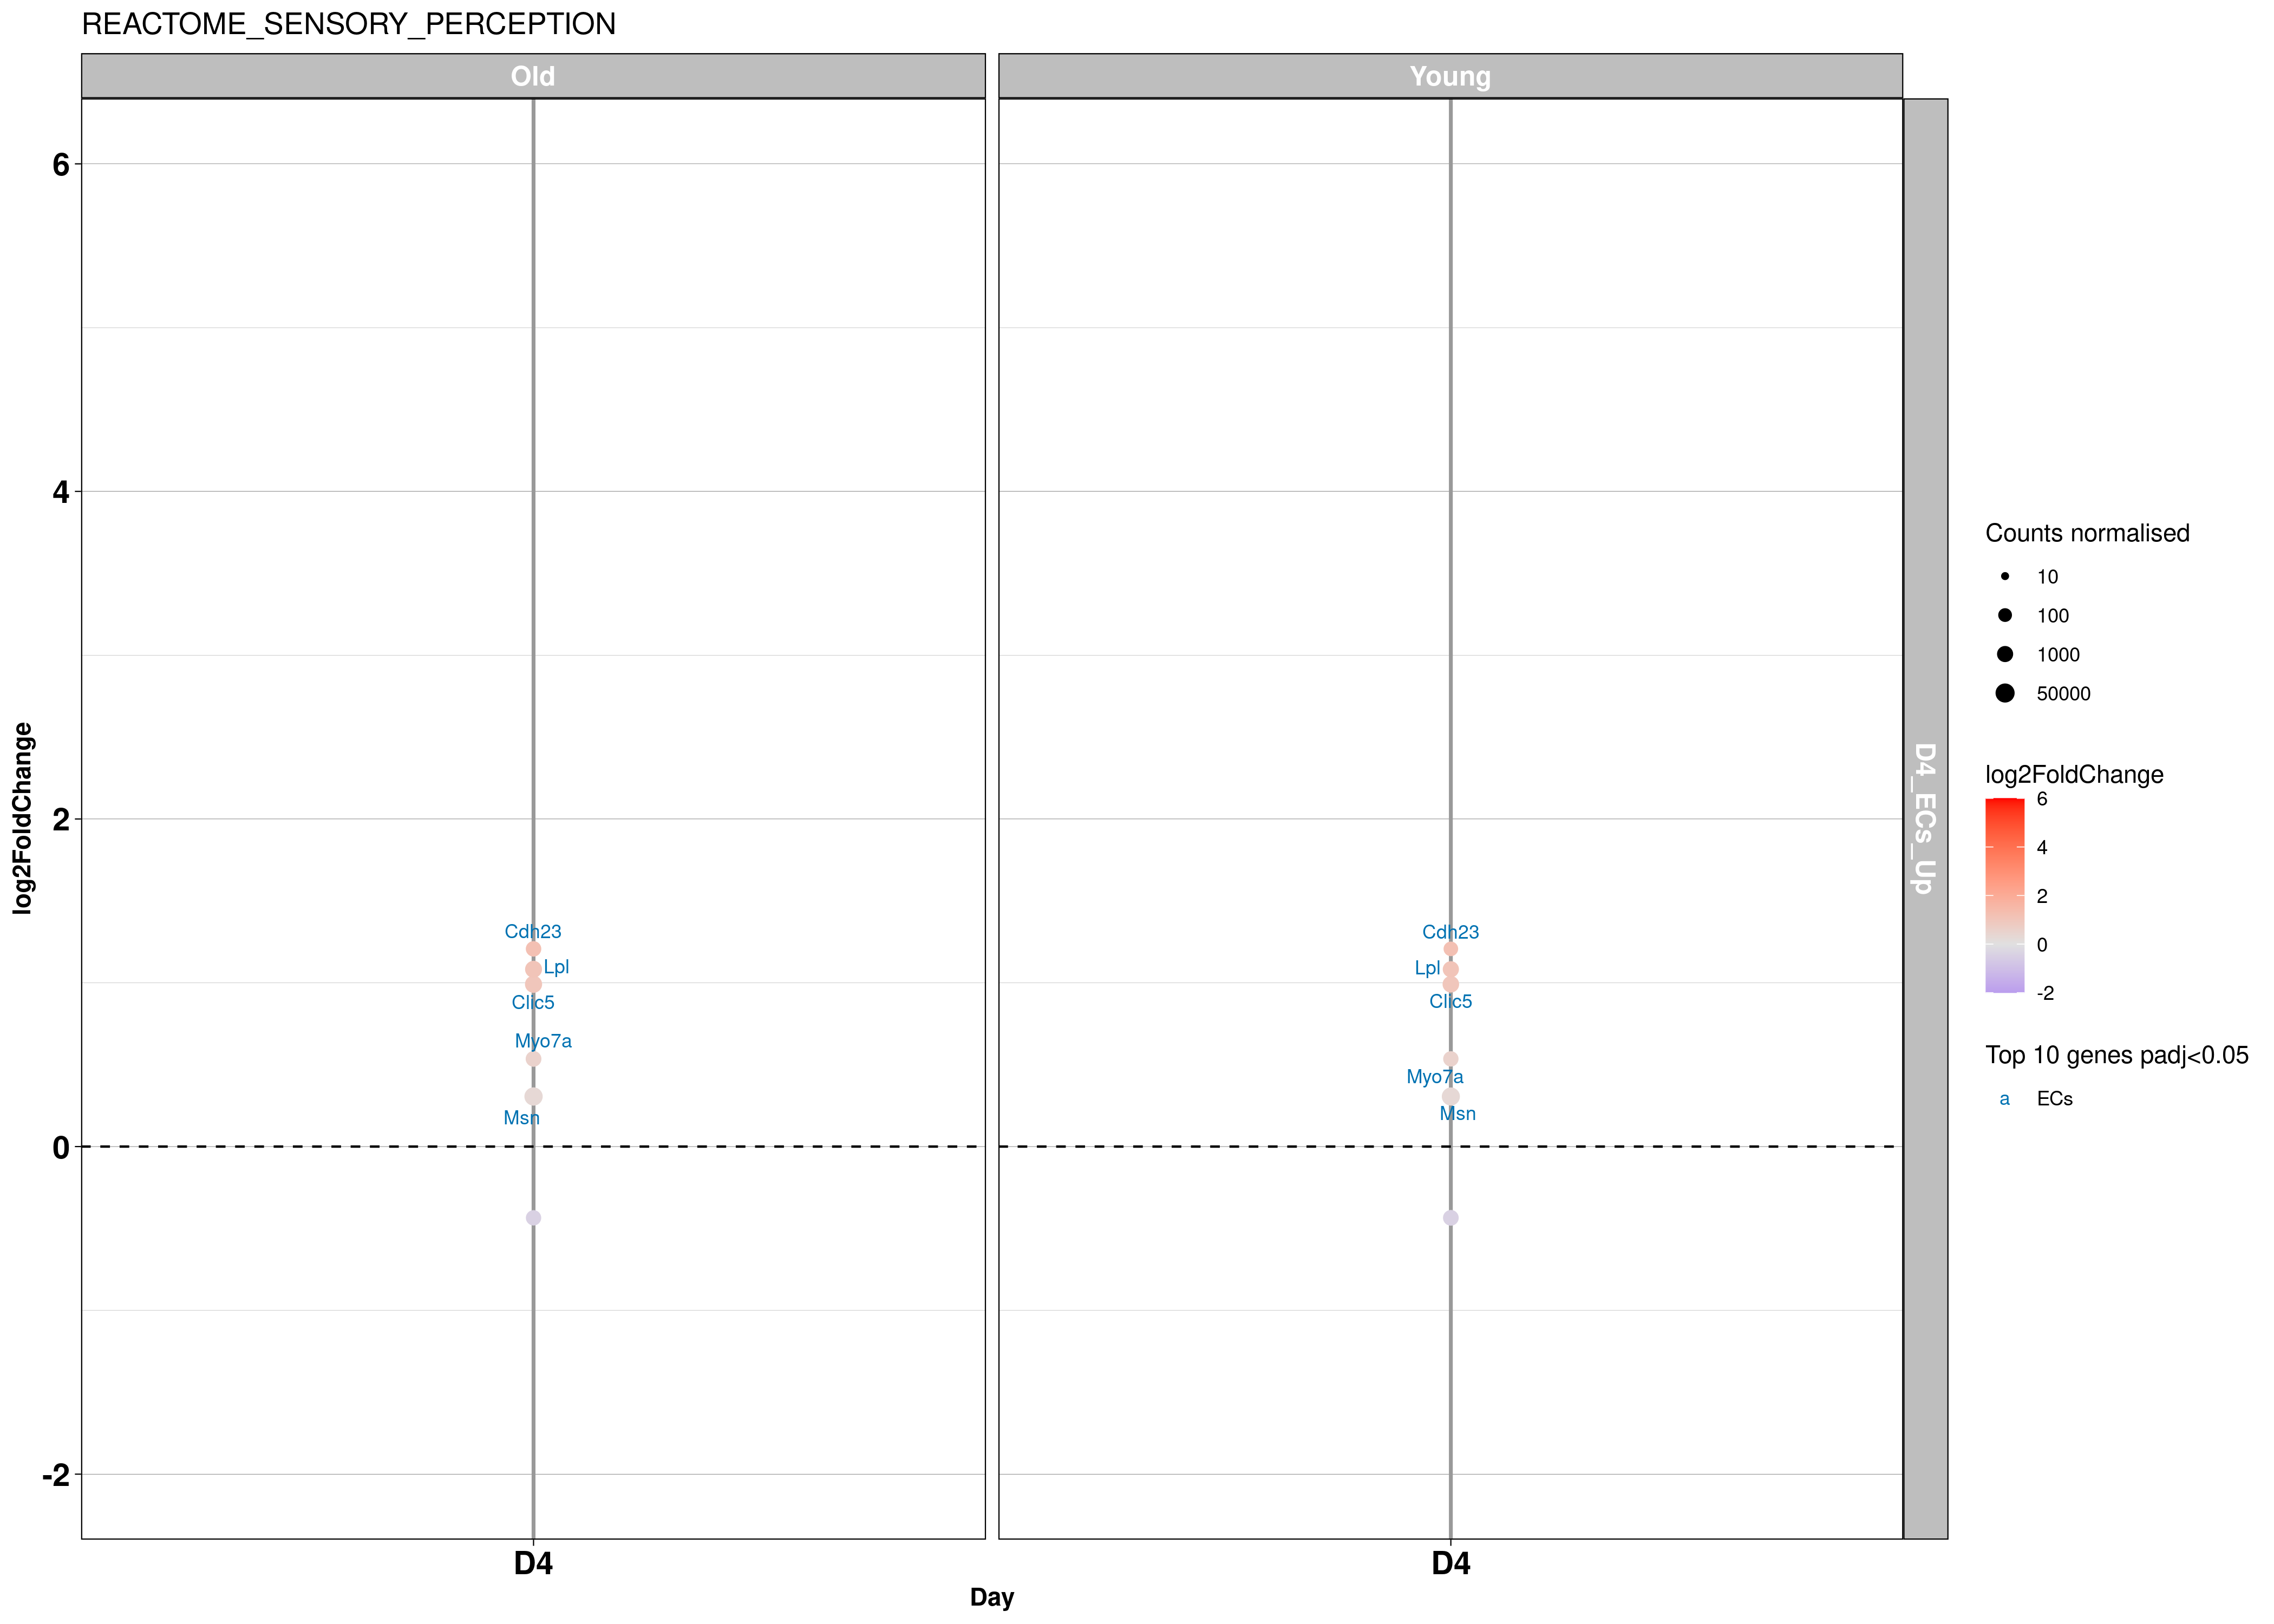 REACTOME_SENSORY_PERCEPTION
Old
Young
6
4
2
0
-2
log2FoldChange
Cdh23
Lpl
Clic5
Myo7a
Msn
Cdh23
Lpl
Clic5
Myo7a
Msn
D4_ECs_Up
D4
D4
Day
Counts normalised
10
100
1000
50000
log2FoldChange
6
4
2
0
-2
Top 10 genes padj<0.05
a ECs